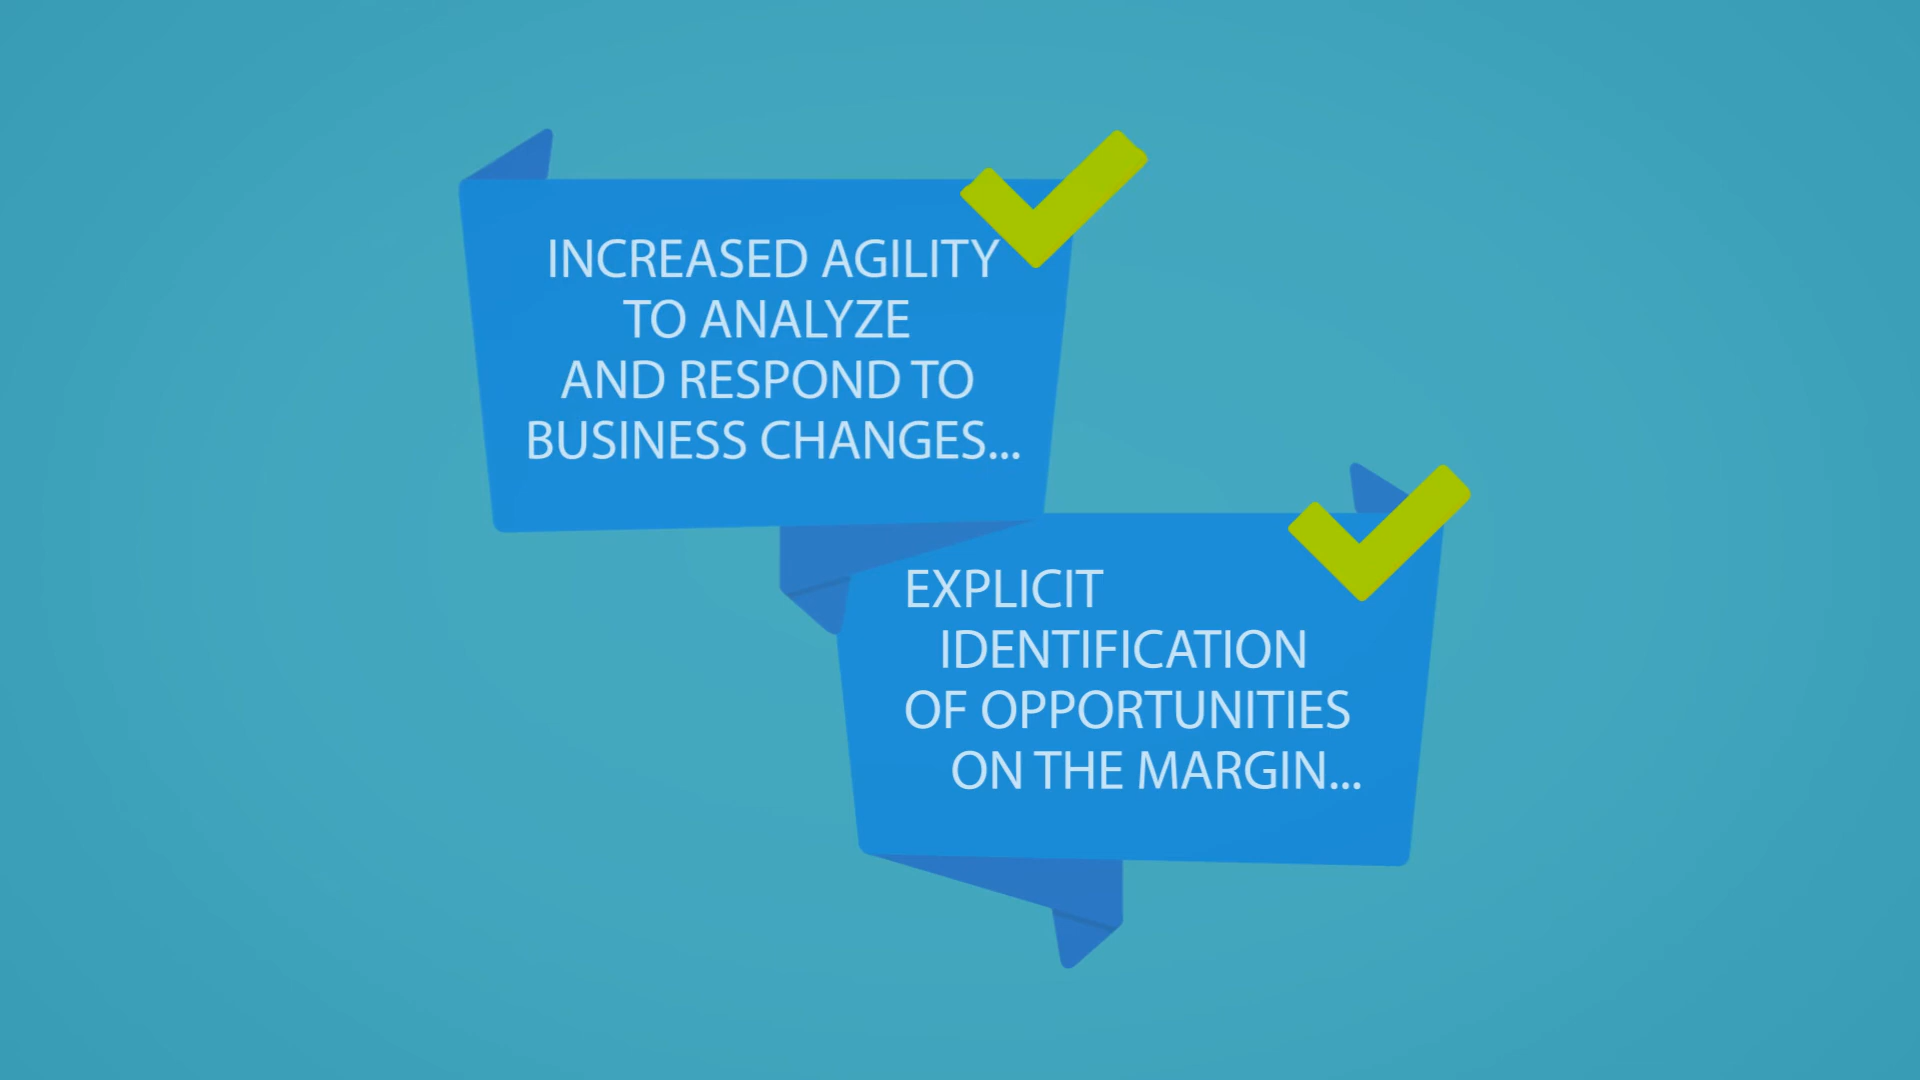 INCREASED AGILITY
TO ANALYZE
AND RESPOND TO
BUSINESS CHANGES...
EXPLICIT
IDENTIFICATION
OF OPPORTUNITIES
ON THE MARGIN...